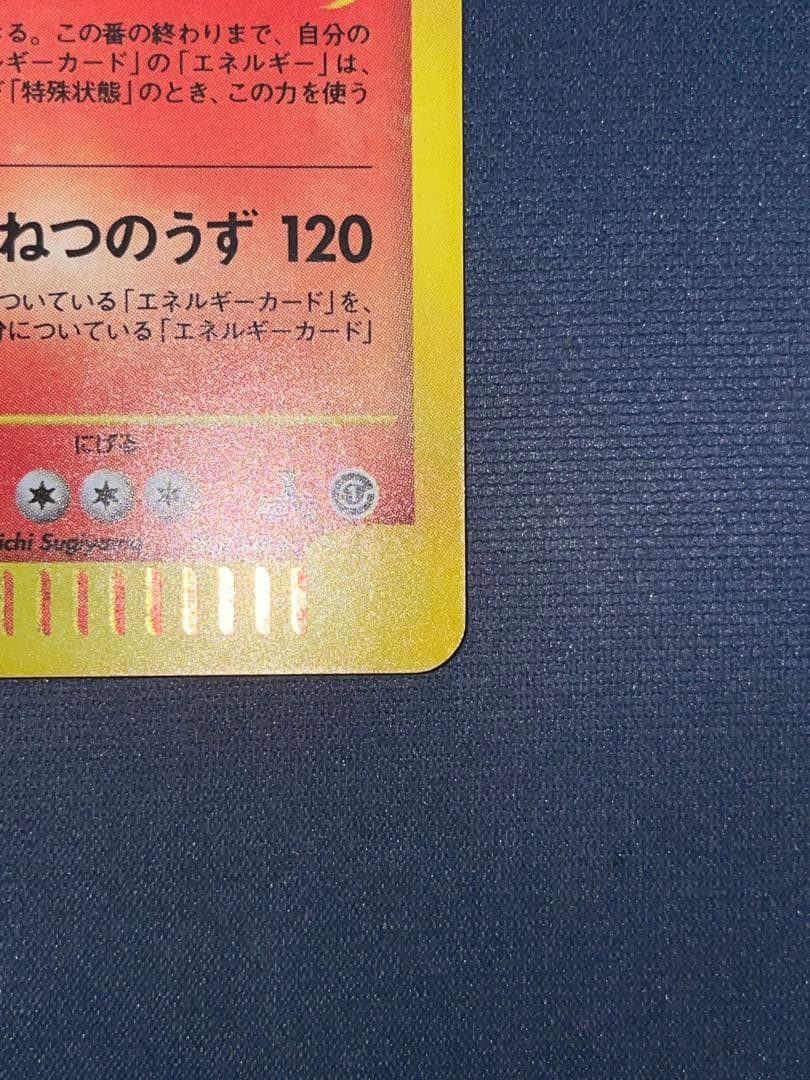 る。この番の終わりまで、自分の
ギーカード」の「エネルギー」は、
「特殊状態」のとき、この力を使う
ねつのうず 120
ついている「エネルギーカード」を、
についている「エネルギーカード」
にげる
ichi Sugiyama